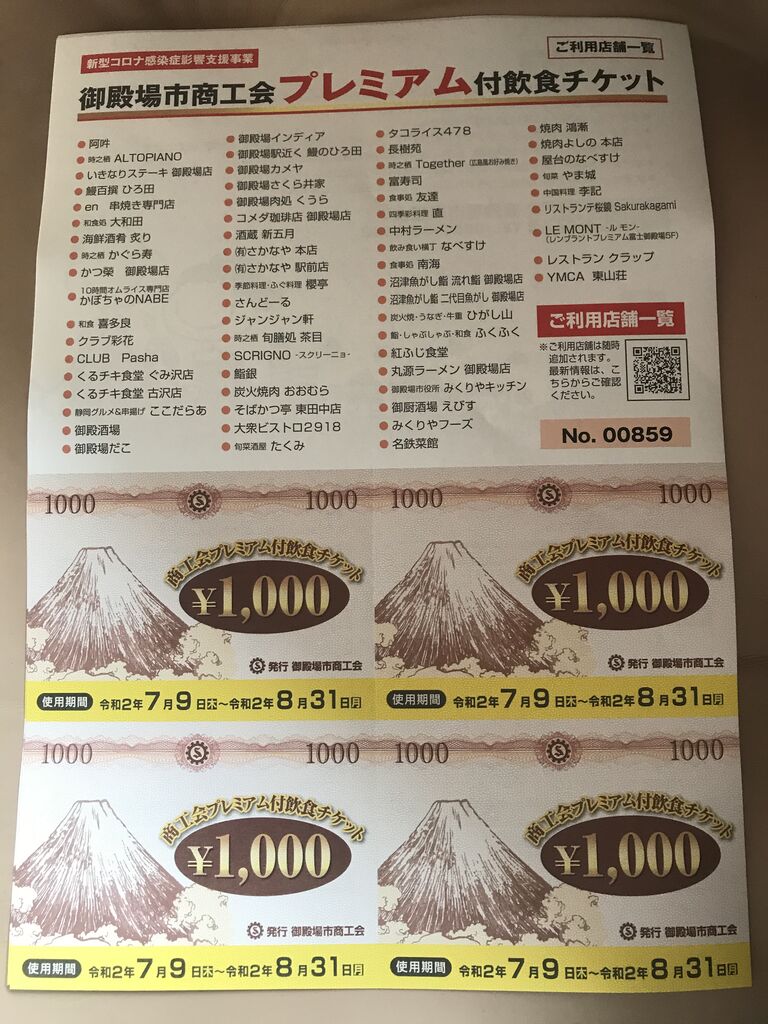 新型コロナ感染症影響支援事業
ご利用店舗一覧
御殿場市商工会プレミアム付飲食チケット
阿吽
時之栖 ALTOPIANO
いきなりステーキ 御殿場店
鰻百撰 ひろ田
en 串焼き専門店
和食処 大和田
海鮮酒肴 炙り
時之栖 かぐら寿
かつ榮 御殿場店
10時間オムライス専門店
かぼちゃのNABE
和食 喜多良
クラブ彩花
CLUB Pasha
くるチキ食堂 ぐみ沢店
くるチキ食堂 古沢店
静岡グルメ&串揚げ ここだらあ
御殿酒場
御殿場だこ
御殿場インディア
御殿場駅近く 鰻のひろ田
御殿場カメヤ
御殿場さくら井家
御殿場肉処 くうら
コメダ珈琲店 御殿場店
酒蔵 新五月
㈲さかなや 本店
㈲さかなや 駅前店
季節料理・ふぐ料理 櫻亭
さんどーる
ジャンジャン軒
時之栖 旬膳処 茶目
SCRIGNO -スクリーニョ-
鮨銀
炭火焼肉 おおむら
そばかつ亭 東田中店
大衆ビストロ2918
旬菜酒屋 たくみ
タコライス478
長樹苑
時之栖 Together (広島風お好み焼き)
富寿司
食事処 友達
四季彩料理 直
中村ラーメン
飲み食い横丁 なべすけ
食事処 南海
沼津魚がし鮨 流れ鮨 御殿場店
沼津魚がし鮨 二代目魚がし 御殿場店
炭火焼・うなぎ・牛重 ひがし山
鮨・しゃぶしゃぶ・和食 ふくふく
紅ふじ食堂
丸源ラーメン 御殿場店
御殿場市役所 みくりやキッチン
御厨酒場 えびす
みくりやフーズ
名鉄菜館
焼肉 鴻漸
焼肉よしの 本店
屋台のなべすけ
旬菜 やま城
中国料理 李記
リストランテ桜鏡 Sakurakagami
LE MONT -ル モン-
(レンブラントプレミアム富士御殿場5F)
レストラン クラップ
YMCA 東山荘
ご利用店舗一覧
※ご利用店舗は随時
追加されます。
最新情報は、こ
ちらからご確認
ください。
No. 00859
1000 1000
商工会プレミアム付飲食チケット
¥1,000
発行 御殿場市商工会
使用期間 令和2年7月9日木~令和2年8月31日月
1000 1000
商工会プレミアム付飲食チケット
¥1,000
発行 御殿場市商工会
使用期間 令和2年7月9日木~令和2年8月31日月
1000 1000
商工会プレミアム付飲食チケット
¥1,000
発行 御殿場市商工会
使用期間 令和2年7月9日木~令和2年8月31日月
1000 1000
商工会プレミアム付飲食チケット
¥1,000
発行 御殿場市商工会
使用期間 令和2年7月9日木~令和2年8月31日月